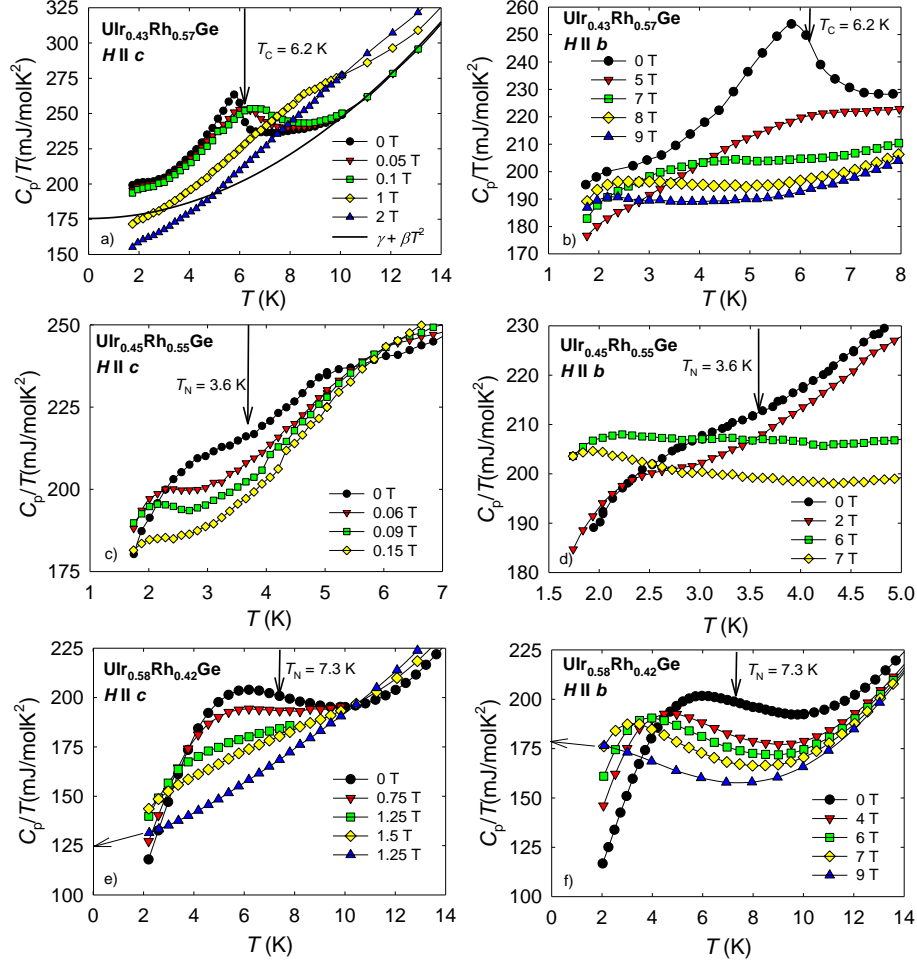 UIr0.43Rh0.57Ge
H II c
TC = 6.2 K
0 T
0.05 T
0.1 T
1 T
2 T
γ + βT²
a)
Cp/T(mJ/molK²)
325
300
275
250
225
200
175
150
0 2 4 6 8 10 12 14
T (K)
UIr0.43Rh0.57Ge
H II b
TC = 6.2 K
0 T
5 T
7 T
8 T
9 T
b)
Cp/T(mJ/molK²)
260
250
240
230
220
210
200
190
180
170
1 2 3 4 5 6 7 8
T (K)
UIr0.45Rh0.55Ge
H II c
TN = 3.6 K
0 T
0.06 T
0.09 T
0.15 T
c)
Cp/T(mJ/molK²)
250
225
200
175
1 2 3 4 5 6 7
T (K)
UIr0.45Rh0.55Ge
H II b
TN = 3.6 K
0 T
2 T
6 T
7 T
d)
Cp/T(mJ/molK²)
230
220
210
200
190
180
1.5 2.0 2.5 3.0 3.5 4.0 4.5 5.0
T (K)
UIr0.58Rh0.42Ge
H II c
TN = 7.3 K
0 T
0.75 T
1.25 T
1.5 T
1.25 T
e)
Cp/T(mJ/molK²)
225
200
175
150
125
100
0 2 4 6 8 10 12 14
T (K)
UIr0.58Rh0.42Ge
H II b
TN = 7.3 K
0 T
4 T
6 T
7 T
9 T
f)
Cp/T(mJ/molK²)
225
200
175
150
125
100
0 2 4 6 8 10 12 14
T (K)